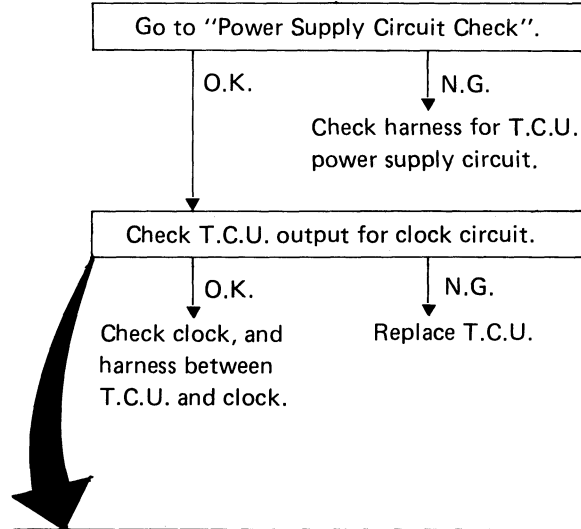 Go to "Power Supply Circuit Check".
O.K.
N.G.
Check harness for T.C.U.
power supply circuit.
Check T.C.U. output for clock circuit.
O.K.
N.G.
Check clock, and
harness between
T.C.U. and clock.
Replace T.C.U.